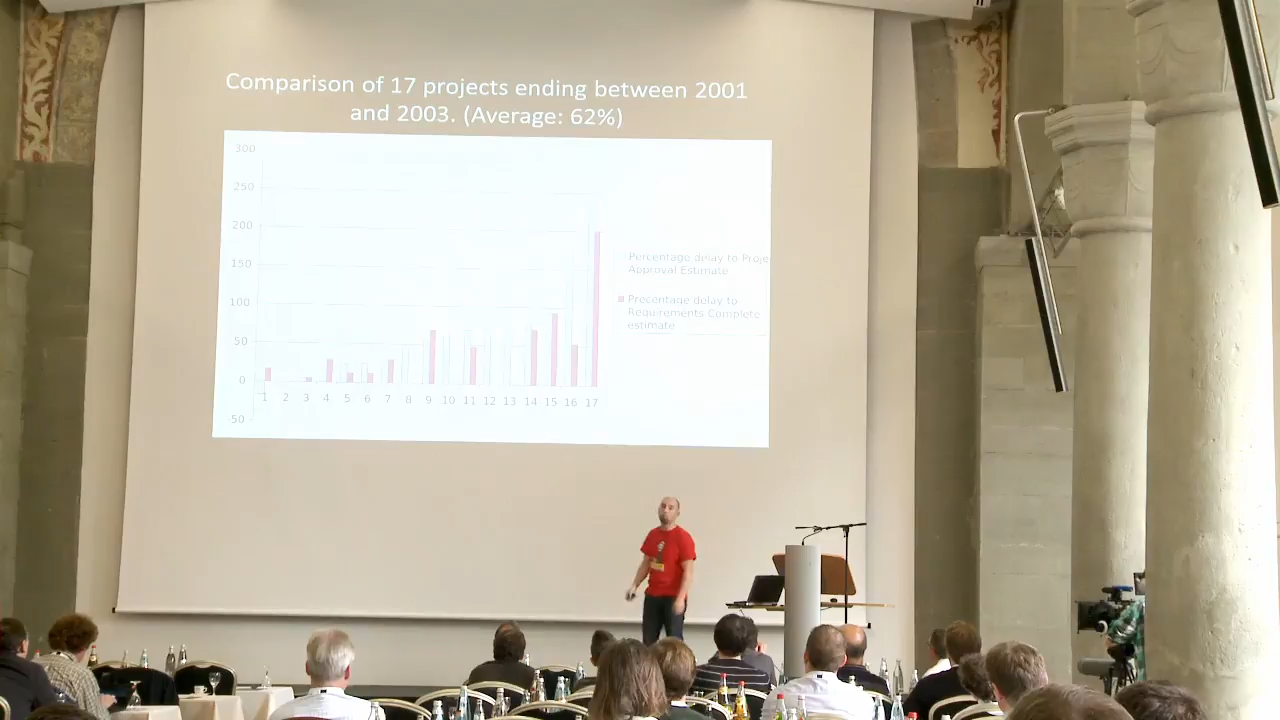 Comparison of 17 projects ending between 2001
and 2003. (Average: 62%)
300
250
200
150
100
50
0
-50
1 2 3 4 5 6 7 8 9 10 11 12 13 14 15 16 17
Percentage delay to Proje
Approval Estimate
Precentage delay to
Requirements Complete
estimate